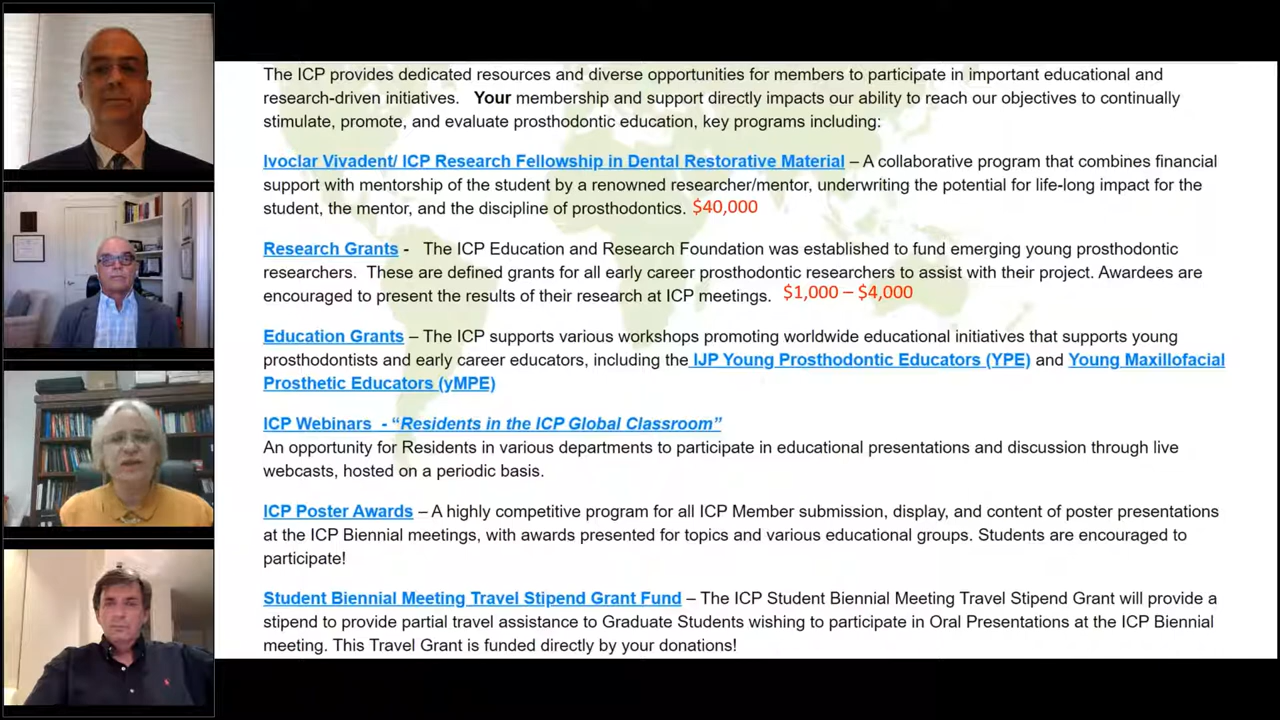 The ICP provides dedicated resources and diverse opportunities for members to participate in important educational and
research-driven initiatives. Your membership and support directly impacts our ability to reach our objectives to continually
stimulate, promote, and evaluate prosthodontic education, key programs including:
Ivoclar Vivadent/ ICP Research Fellowship in Dental Restorative Material – A collaborative program that combines financial
support with mentorship of the student by a renowned researcher/mentor, underwriting the potential for life-long impact for the
student, the mentor, and the discipline of prosthodontics. $40,000
Research Grants - The ICP Education and Research Foundation was established to fund emerging young prosthodontic
researchers. These are defined grants for all early career prosthodontic researchers to assist with their project. Awardees are
encouraged to present the results of their research at ICP meetings. $1,000 – $4,000
Education Grants – The ICP supports various workshops promoting worldwide educational initiatives that supports young
prosthodontists and early career educators, including the IJP Young Prosthodontic Educators (YPE) and Young Maxillofacial
Prosthetic Educators (yMPE)
ICP Webinars - “Residents in the ICP Global Classroom”
An opportunity for Residents in various departments to participate in educational presentations and discussion through live
webcasts, hosted on a periodic basis.
ICP Poster Awards – A highly competitive program for all ICP Member submission, display, and content of poster presentations
at the ICP Biennial meetings, with awards presented for topics and various educational groups. Students are encouraged to
participate!
Student Biennial Meeting Travel Stipend Grant Fund – The ICP Student Biennial Meeting Travel Stipend Grant will provide a
stipend to provide partial travel assistance to Graduate Students wishing to participate in Oral Presentations at the ICP Biennial
meeting. This Travel Grant is funded directly by your donations!